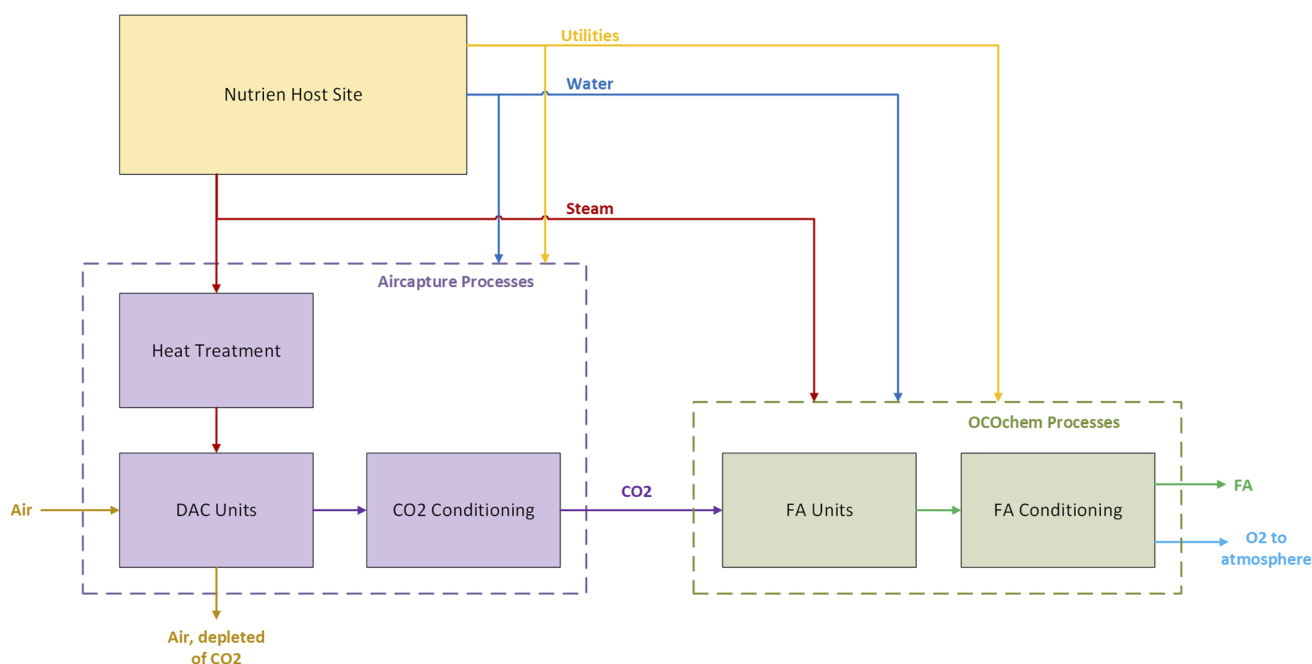 Utilities
Nutrien Host Site
Water
Steam
Aircapture Processes
Heat Treatment
OCOchem Processes
Air
DAC Units
CO2 Conditioning
CO2
FA Units
FA Conditioning
FA
O2 to
atmosphere
Air, depleted
of CO2